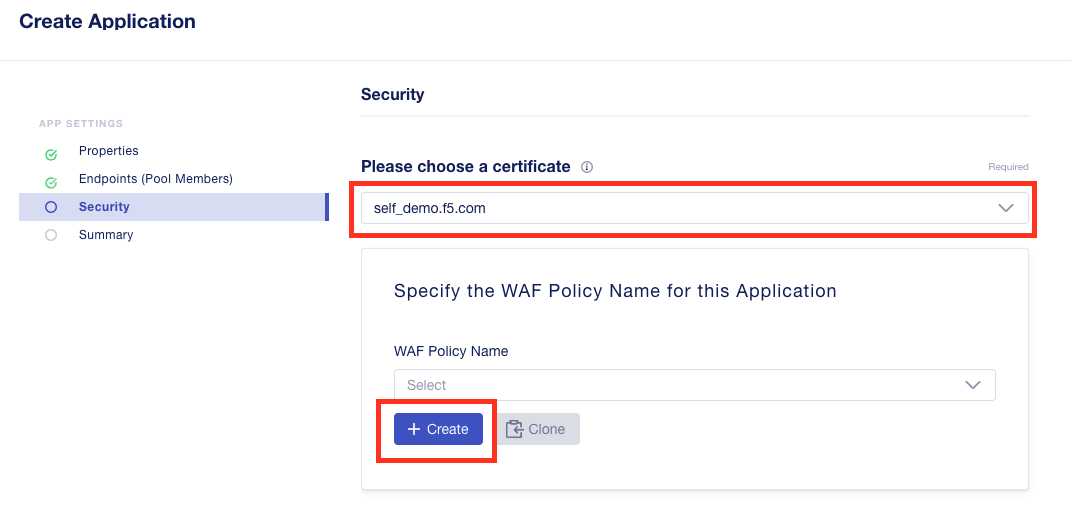 Create Application
APP SETTINGS
Properties
Endpoints (Pool Members)
Security
Summary
Security
Please choose a certificate
Required
self_demo.f5.com
Specify the WAF Policy Name for this Application
WAF Policy Name
Select
Create
Clone